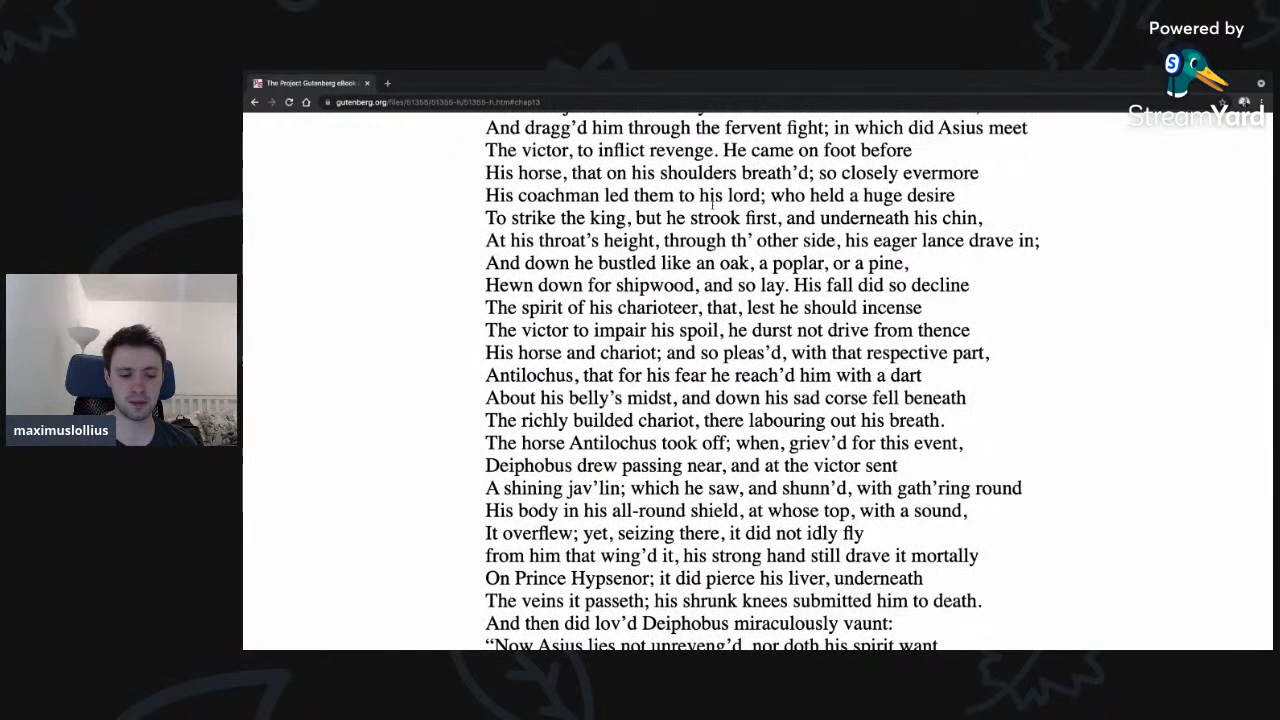 Powered by
StreamYard
The Project Gutenberg eBook
gutenberg.org/files/51355/51355-h/51355-h.htm#chap13
And dragg’d him through the fervent fight; in which did Asius meet
The victor, to inflict revenge. He came on foot before
His horse, that on his shoulders breath’d; so closely evermore
His coachman led them to his lord; who held a huge desire
To strike the king, but he strook first, and underneath his chin,
At his throat’s height, through th’ other side, his eager lance drave in;
And down he bustled like an oak, a poplar, or a pine,
Hewn down for shipwood, and so lay. His fall did so decline
The spirit of his charioteer, that, lest he should incense
The victor to impair his spoil, he durst not drive from thence
His horse and chariot; and so pleas’d, with that respective part,
Antilochus, that for his fear he reach’d him with a dart
About his belly’s midst, and down his sad corse fell beneath
The richly builded chariot, there labouring out his breath.
The horse Antilochus took off; when, griev’d for this event,
Deiphobus drew passing near, and at the victor sent
A shining jav’lin; which he saw, and shunn’d, with gath’ring round
His body in his all-round shield, at whose top, with a sound,
It overflew; yet, seizing there, it did not idly fly
from him that wing’d it, his strong hand still drave it mortally
On Prince Hypsenor; it did pierce his liver, underneath
The veins it passeth; his shrunk knees submitted him to death.
And then did lov’d Deiphobus miraculously vaunt:
“Now Asius lies not unreveng’d, nor doth his spirit want
maximuslollius